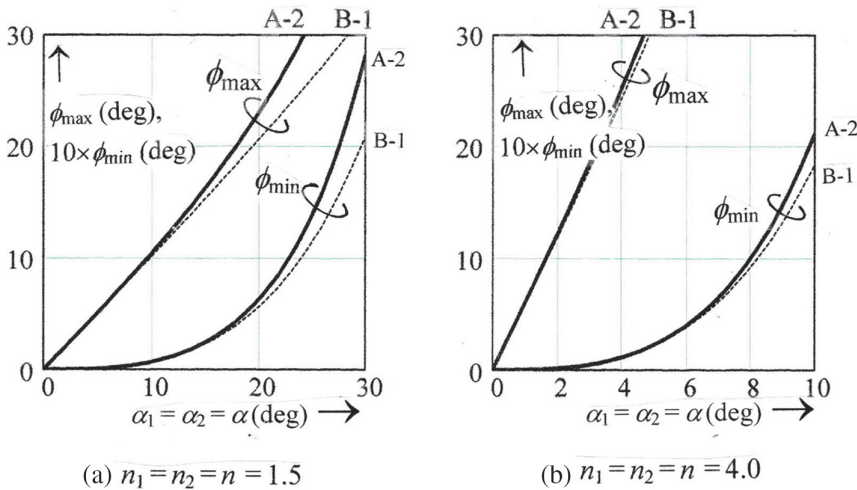 A-2 B-1
30
ϕmax
A-2
ϕmax (deg),
10×ϕmin (deg)
20
B-1
ϕmin
10
0
0 10 20 30
α1 = α2 = α (deg) →
(a) n1 = n2 = n = 1.5
A-2 B-1
30
ϕmax
ϕmax (deg),
10×ϕmin (deg)
20
A-2
B-1
ϕmin
10
0
0 2 4 6 8 10
α1 = α2 = α (deg) →
(b) n1 = n2 = n = 4.0